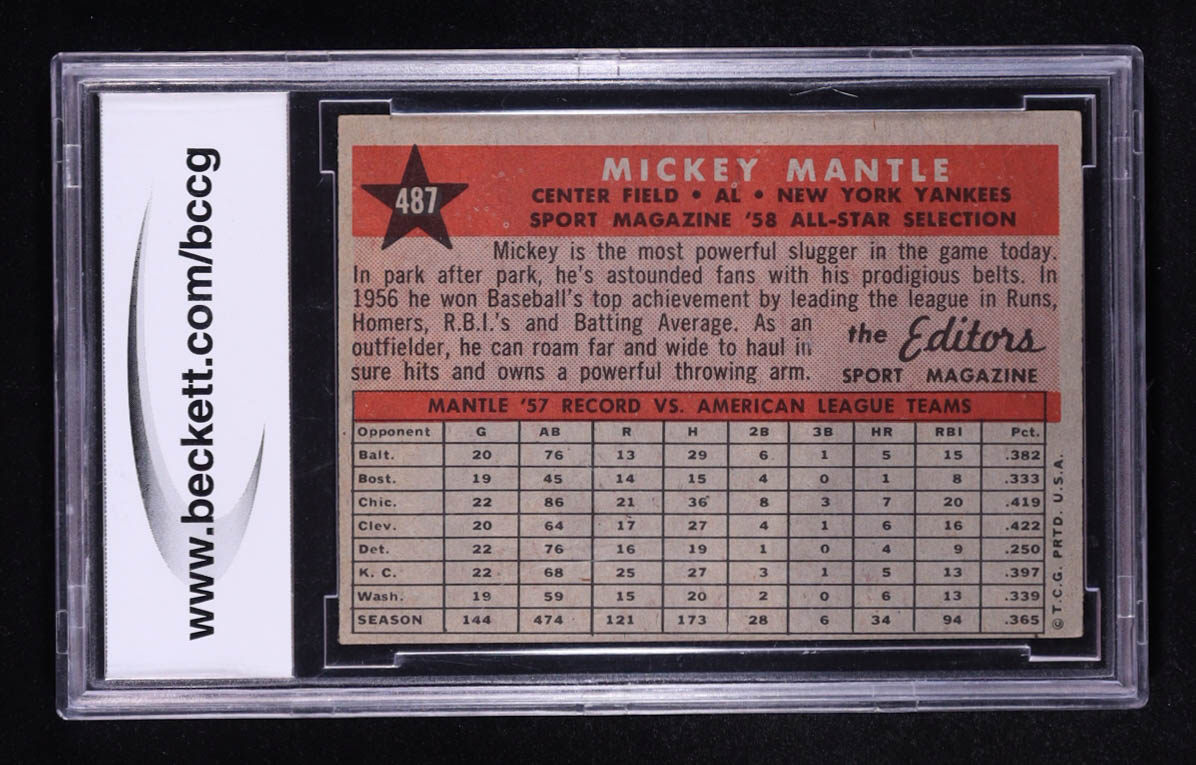 www.beckett.com/bccg
487
MICKEY MANTLE
CENTER FIELD • AL • NEW YORK YANKEES
SPORT MAGAZINE '58 ALL-STAR SELECTION
Mickey is the most powerful slugger in the game today.
In park after park, he's astounded fans with his prodigious belts. In
1956 he won Baseball's top achievement by leading the league in Runs,
Homers, R.B.I.'s and Batting Average. As an
outfielder, he can roam far and wide to haul in
sure hits and owns a powerful throwing arm.
the Editors
SPORT MAGAZINE
MANTLE '57 RECORD VS. AMERICAN LEAGUE TEAMS
Opponent G AB R H 2B 3B HR RBI Pct.
Balt. 20 76 13 29 6 1 5 15 .382
Bost. 19 45 14 15 4 0 1 8 .333
Chic. 22 86 21 36 8 3 7 20 .419
Clev. 20 64 17 27 4 1 6 16 .422
Det. 22 76 16 19 1 0 4 9 .250
K. C. 22 68 25 27 3 1 5 13 .397
Wash. 19 59 15 20 2 0 6 13 .339
SEASON 144 474 121 173 28 6 34 94 .365
© T.C.G. PRTD. U.S.A.